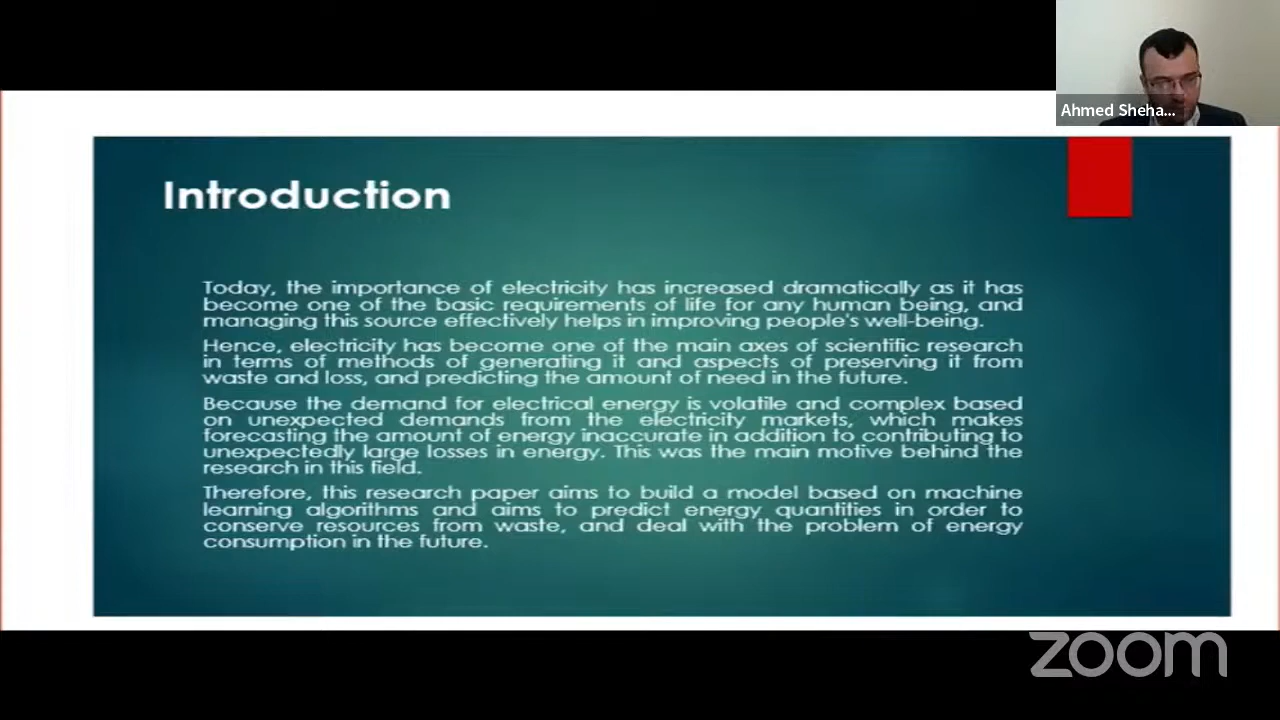 Ahmed Sheha...
Introduction
Today, the importance of electricity has increased dramatically as it has
become one of the basic requirements of life for any human being, and
managing this source effectively helps in improving people's well-being.
Hence, electricity has become one of the main axes of scientific research
in terms of methods of generating it and aspects of preserving it from
waste and loss, and predicting the amount of need in the future.
Because the demand for electrical energy is volatile and complex based
on unexpected demands from the electricity markets, which makes
forecasting the amount of energy inaccurate in addition to contributing to
unexpectedly large losses in energy. This was the main motive behind the
research in this field.
Therefore, this research paper aims to build a model based on machine
learning algorithms and aims to predict energy quantities in order to
conserve resources from waste, and deal with the problem of energy
consumption in the future.
zoom